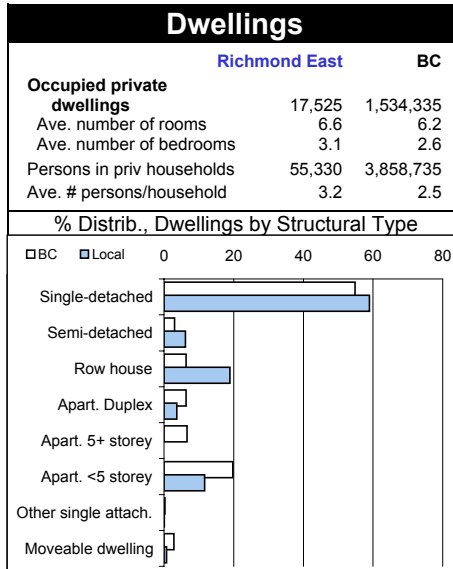 Dwellings
Richmond East BC
Occupied private
dwellings 17,525 1,534,335
Ave. number of rooms 6.6 6.2
Ave. number of bedrooms 3.1 2.6
Persons in priv households 55,330 3,858,735
Ave. # persons/household 3.2 2.5
% Distrib., Dwellings by Structural Type
BC Local 0 20 40 60 80
Single-detached
Semi-detached
Row house
Apart. Duplex
Apart. 5+ storey
Apart. <5 storey
Other single attach.
Moveable dwelling